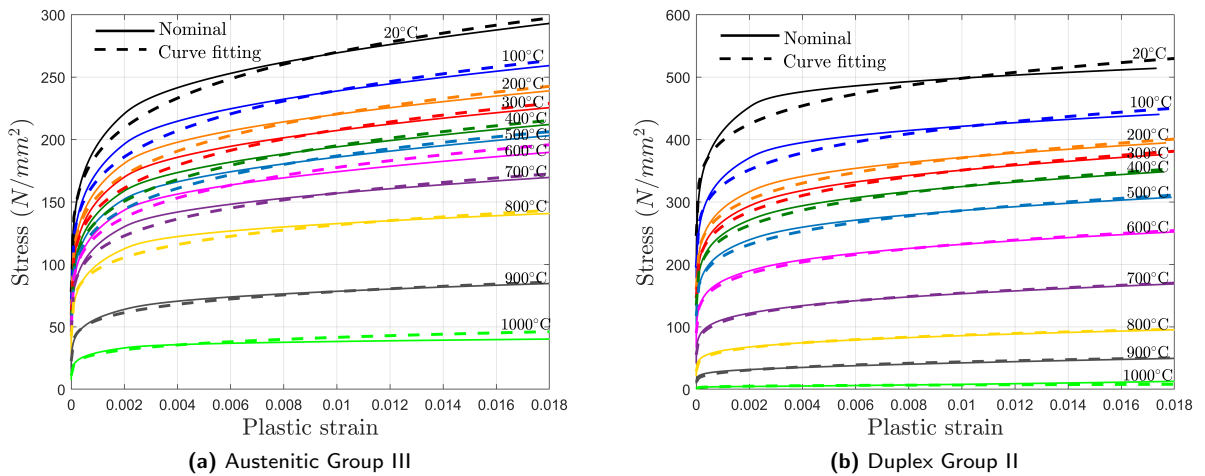 300
250
200
150
100
50
0
Stress (N/mm²)
Nominal
Curve fitting
20°C
100°C
200°C
300°C
400°C
500°C
600°C
700°C
800°C
900°C
1000°C
0 0.002 0.004 0.006 0.008 0.01 0.012 0.014 0.016 0.018
Plastic strain
(a) Austenitic Group III
600
500
400
300
200
100
0
Stress (N/mm²)
Nominal
Curve fitting
20°C
100°C
200°C
300°C
400°C
500°C
600°C
700°C
800°C
900°C
1000°C
0 0.002 0.004 0.006 0.008 0.01 0.012 0.014 0.016 0.018
Plastic strain
(b) Duplex Group II